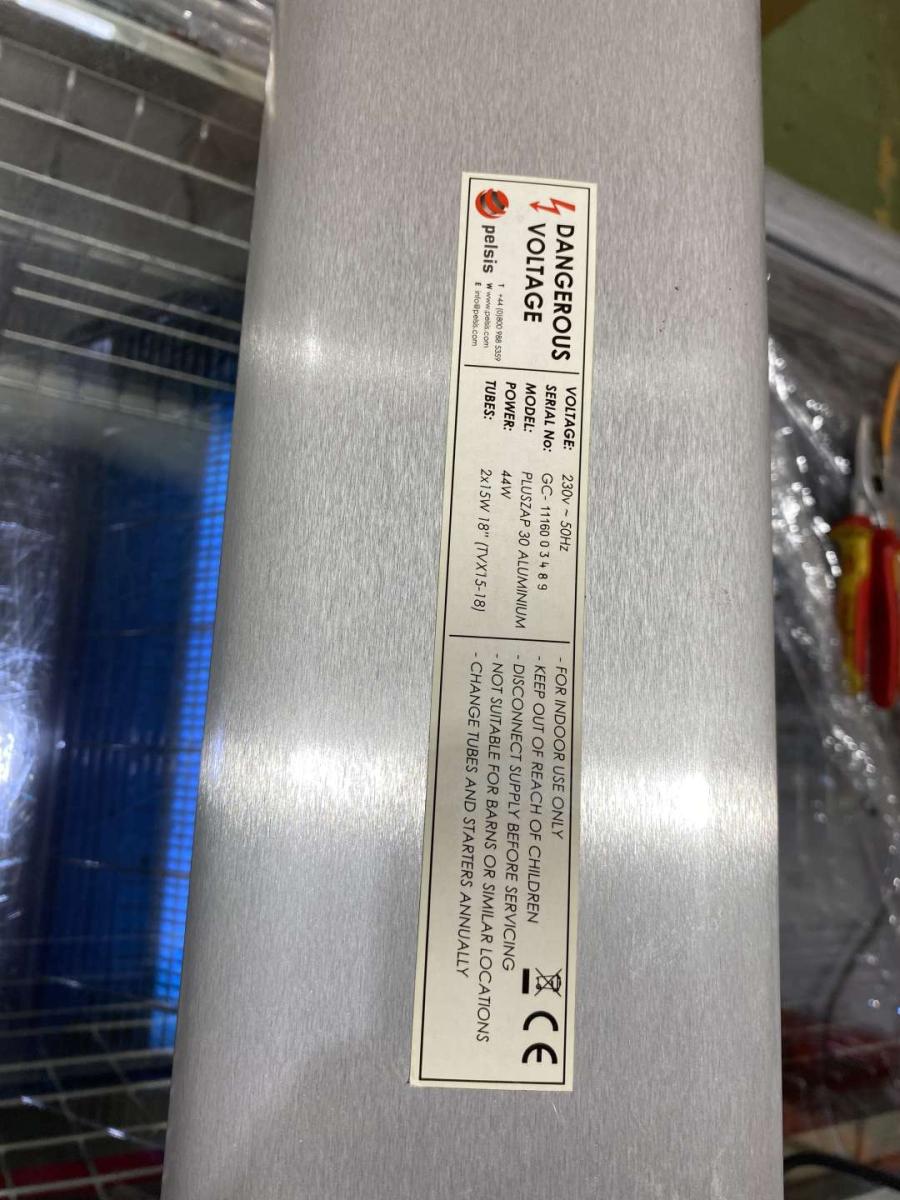 DANGEROUS
VOLTAGE
pelsis
T +44 (0)800 988 5359
W www.pelsis.com
E info@pelsis.com
VOLTAGE: 230v ~ 50Hz
SERIAL No: GC- 11160 0 3 4 8 9
MODEL: PLUSZAP 30 ALUMINIUM
POWER: 44W
TUBES: 2x15W 18" (TVX15-18)
- FOR INDOOR USE ONLY
- KEEP OUT OF REACH OF CHILDREN
- DISCONNECT SUPPLY BEFORE SERVICING
- NOT SUITABLE FOR BARNS OR SIMILAR LOCATIONS
- CHANGE TUBES AND STARTERS ANNUALLY
CE